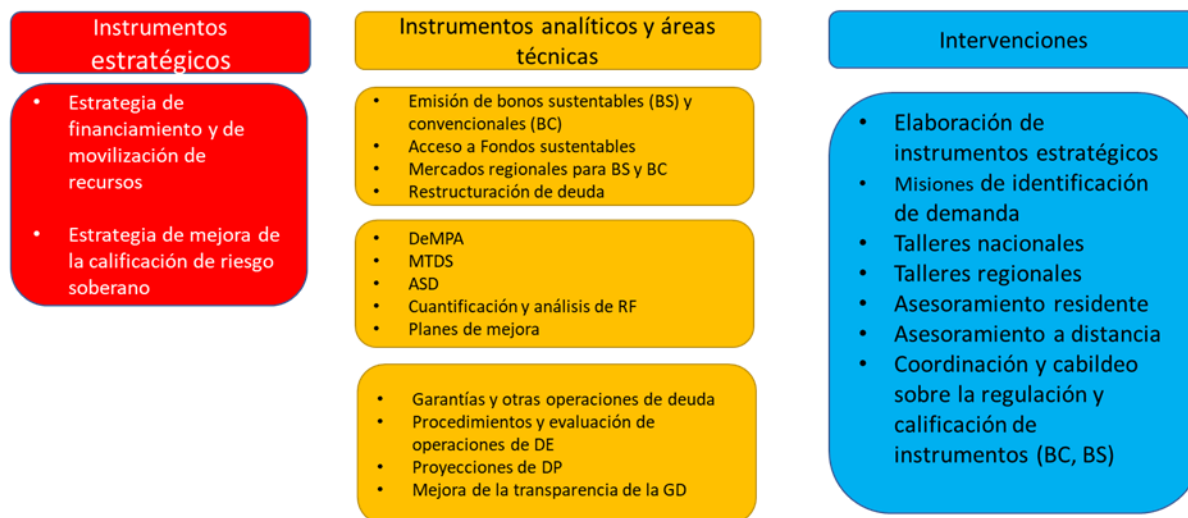 Instrumentos
estratégicos
• Estrategia de
financiamiento y de
movilización de
recursos
• Estrategia de mejora de
la calificación de riesgo
soberano
Instrumentos analíticos y áreas
técnicas
• Emisión de bonos sustentables (BS) y
convencionales (BC)
• Acceso a Fondos sustentables
• Mercados regionales para BS y BC
• Restructuración de deuda
• DeMPA
• MTDS
• ASD
• Cuantificación y análisis de RF
• Planes de mejora
• Garantías y otras operaciones de deuda
• Procedimientos y evaluación de
operaciones de DE
• Proyecciones de DP
• Mejora de la transparencia de la GD
Intervenciones
• Elaboración de
instrumentos estratégicos
• Misiones de identificación
de demanda
• Talleres nacionales
• Talleres regionales
• Asesoramiento residente
• Asesoramiento a distancia
• Coordinación y cabildeo
sobre la regulación y
calificación de
instrumentos (BC, BS)